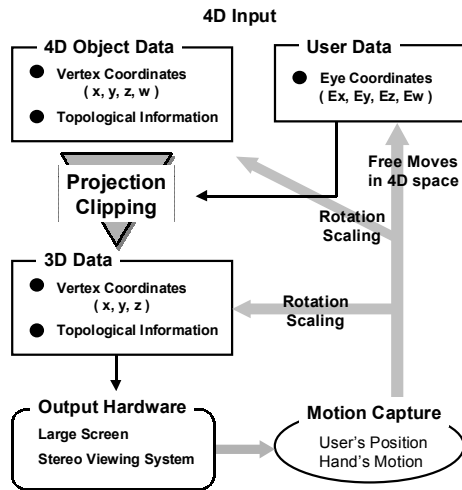 4D Input
4D Object Data
Vertex Coordinates
( x, y, z, w )
Topological Information
User Data
Eye Coordinates
( Ex, Ey, Ez, Ew )
Projection
Clipping
Free Moves
in 4D space
Rotation
Scaling
3D Data
Vertex Coordinates
( x, y, z )
Topological Information
Rotation
Scaling
Output Hardware
Large Screen
Stereo Viewing System
Motion Capture
User's Position
Hand's Motion